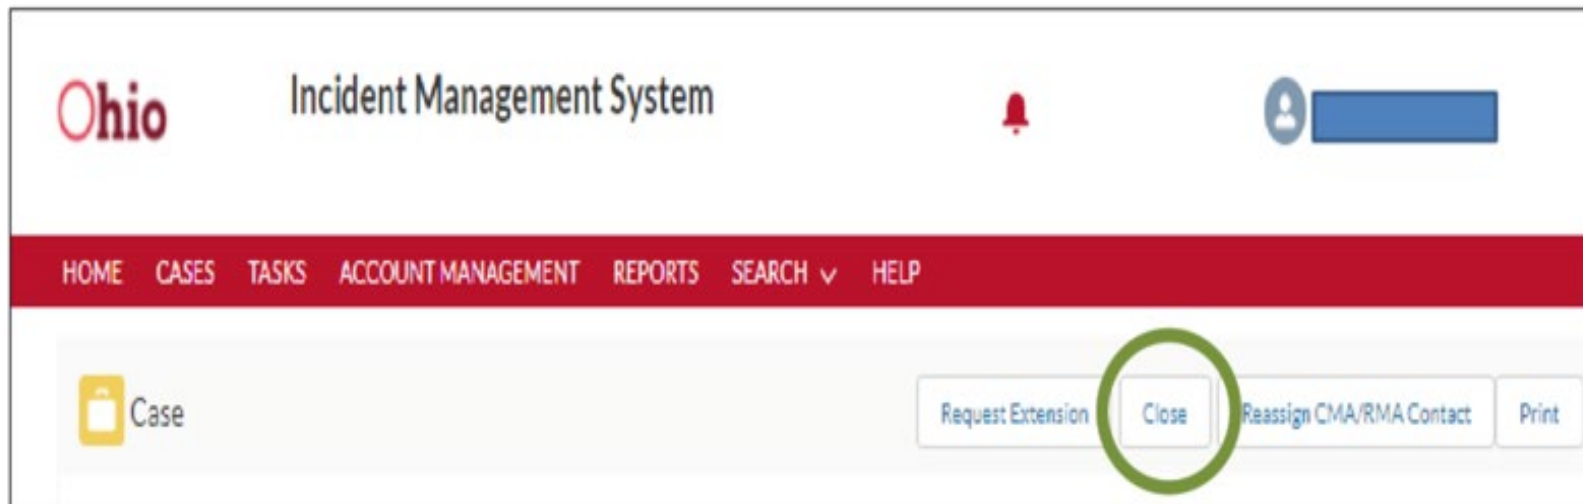 Ohio
Incident Management System
HOME CASES TASKS ACCOUNT MANAGEMENT REPORTS SEARCH HELP
Case
Request Extension Close Reassign CMA/RMA Contact Print